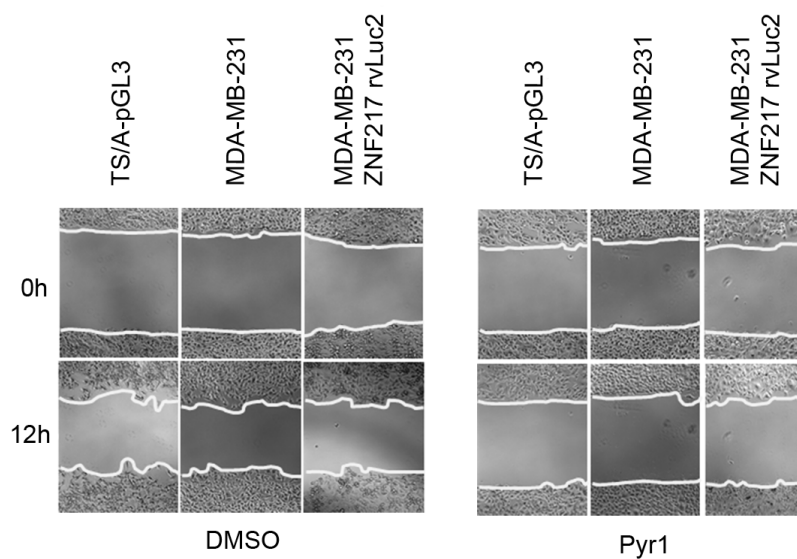 TS/A-pGL3
MDA-MB-231
MDA-MB-231
ZNF217 rvLuc2
TS/A-pGL3
MDA-MB-231
MDA-MB-231
ZNF217 rvLuc2
0h
12h
DMSO
Pyr1